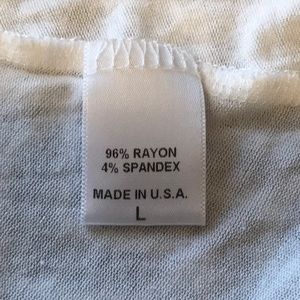 96% RAYON
4% SPANDEX
MADE IN U.S.A.
L